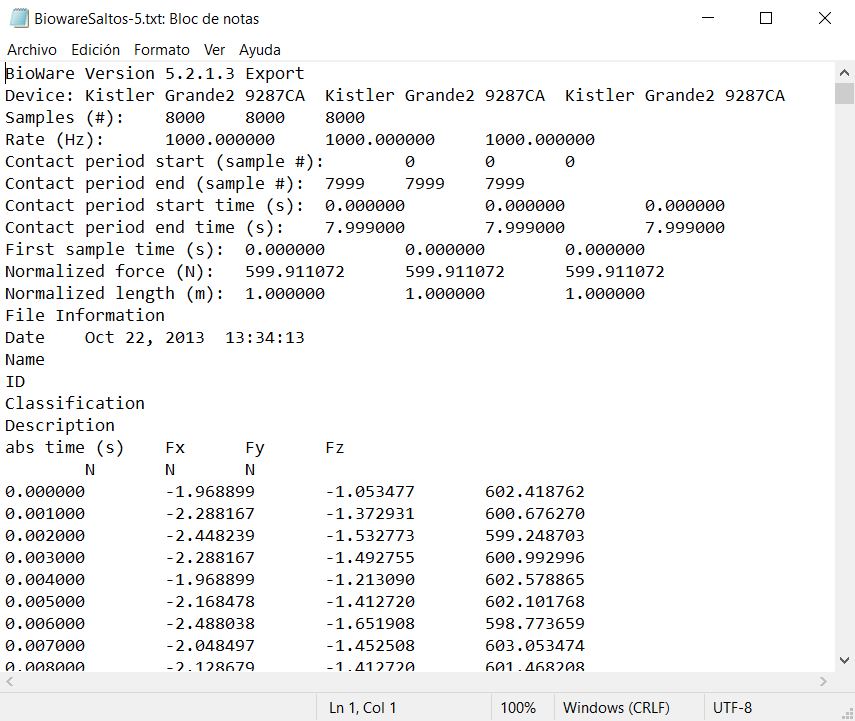 BiowareSaltos-5.txt: Bloc de notas
Archivo Edición Formato Ver Ayuda
BioWare Version 5.2.1.3 Export
Device: Kistler Grande2 9287CA Kistler Grande2 9287CA Kistler Grande2 9287CA
Samples (#): 8000 8000 8000
Rate (Hz): 1000.000000 1000.000000 1000.000000
Contact period start (sample #): 0 0 0
Contact period end (sample #): 7999 7999 7999
Contact period start time (s): 0.000000 0.000000 0.000000
Contact period end time (s): 7.999000 7.999000 7.999000
First sample time (s): 0.000000 0.000000 0.000000
Normalized force (N): 599.911072 599.911072 599.911072
Normalized length (m): 1.000000 1.000000 1.000000
File Information
Date Oct 22, 2013 13:34:13
Name
ID
Classification
Description
abs time (s) Fx Fy Fz
N N N
0.000000 -1.968899 -1.053477 602.418762
0.001000 -2.288167 -1.372931 600.676270
0.002000 -2.448239 -1.532773 599.248703
0.003000 -2.288167 -1.492755 600.992996
0.004000 -1.968899 -1.213090 602.578865
0.005000 -2.168478 -1.412720 602.101768
0.006000 -2.488038 -1.651908 598.773659
0.007000 -2.048497 -1.452508 603.053474
0.008000 -2.128679 -1.412720 601.468208
Ln 1, Col 1 100% Windows (CRLF) UTF-8